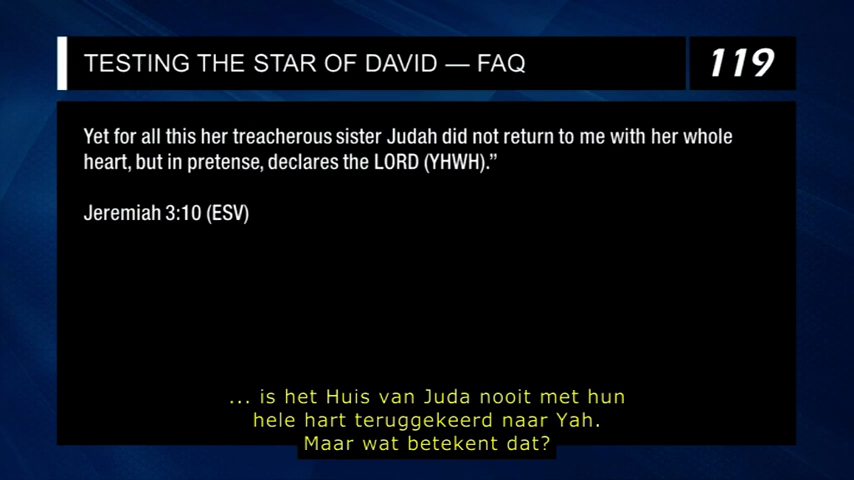 TESTING THE STAR OF DAVID — FAQ
119
Yet for all this her treacherous sister Judah did not return to me with her whole
heart, but in pretense, declares the LORD (YHWH).”
Jeremiah 3:10 (ESV)
... is het Huis van Juda nooit met hun
hele hart teruggekeerd naar Yah.
Maar wat betekent dat?